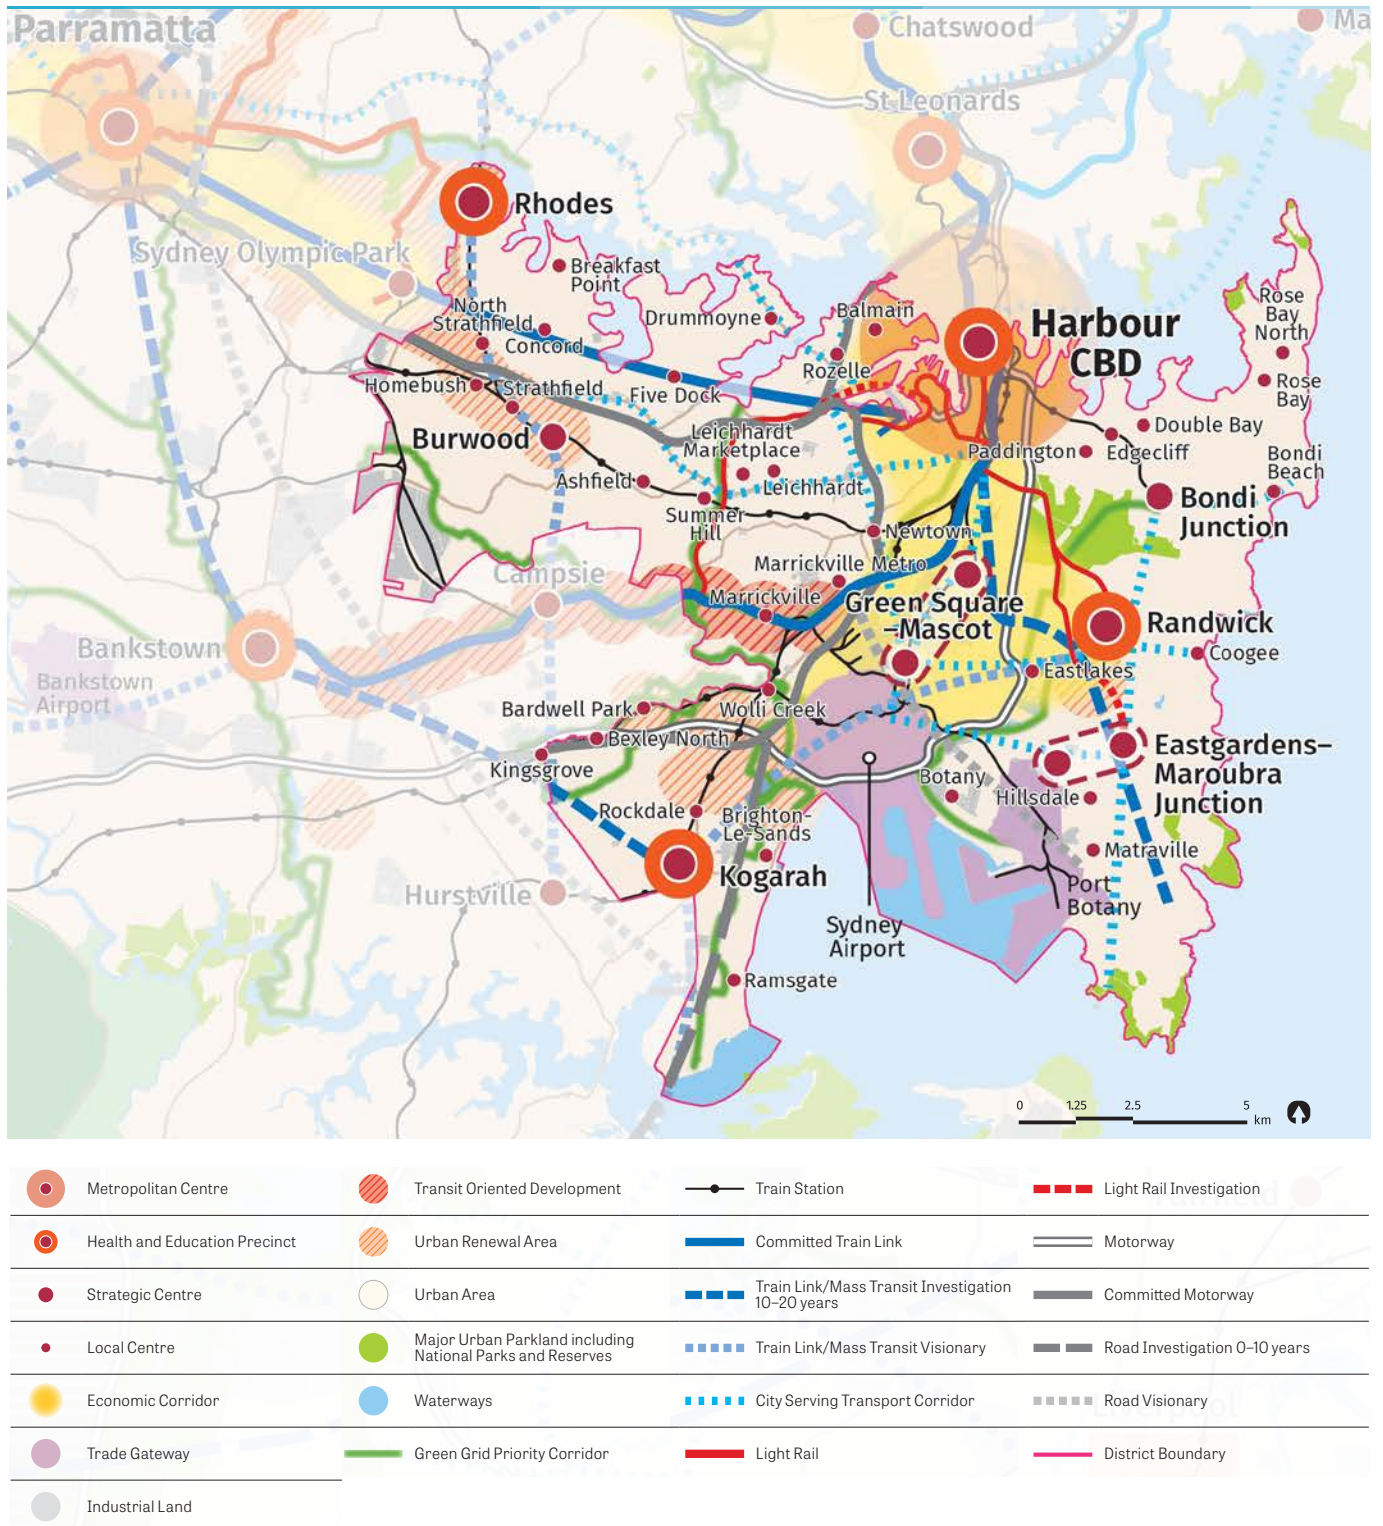 Parramatta
Chatswood
Ma
St Leonards
Rhodes
Sydney Olympic Park
Breakfast
Point
North
Strathfield
Drummoyne
Balmain
Harbour
CBD
Rose
Bay
North
Concord
Rozelle
Homebush
Strathfield
Five Dock
Rose
Bay
Burwood
Leichhardt
Marketplace
Paddington
Edgecliff
Double Bay
Bondi
Beach
Ashfield
Leichhardt
Bondi
Junction
Summer
Hill
Newtown
Campsie
Marrickville Metro
Marrickville
Green Square
–Mascot
Randwick
Bankstown
Coogee
Bankstown
Airport
Eastlakes
Bardwell Park
Wolli Creek
Bexley North
Kingsgrove
Eastgardens–
Maroubra
Junction
Botany
Hillsdale
Rockdale
Brighton-
Le-Sands
Matraville
Kogarah
Hurstville
Port
Botany
Sydney
Airport
Ramsgate
0 1.25 2.5 5
km
Metropolitan Centre
Transit Oriented Development
Train Station
Light Rail Investigation
Health and Education Precinct
Urban Renewal Area
Committed Train Link
Motorway
Strategic Centre
Urban Area
Train Link/Mass Transit Investigation
10–20 years
Committed Motorway
Local Centre
Major Urban Parkland including
National Parks and Reserves
Train Link/Mass Transit Visionary
Road Investigation 0–10 years
Economic Corridor
Waterways
City Serving Transport Corridor
Road Visionary
Liverpool
Trade Gateway
Green Grid Priority Corridor
Light Rail
District Boundary
Industrial Land